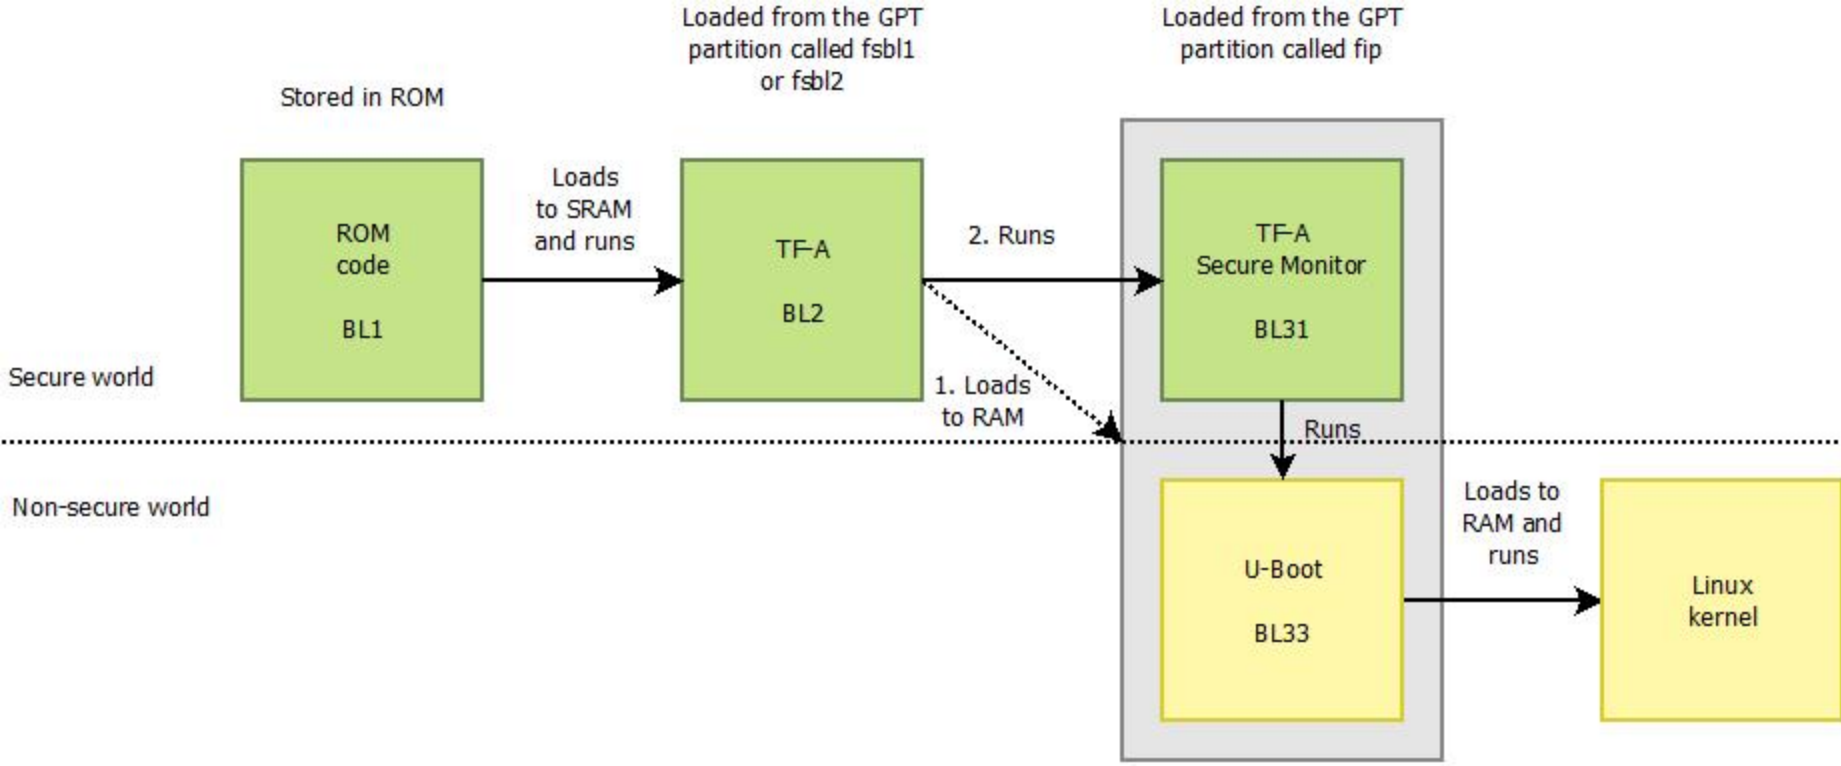 Loaded from the GPT
partition called fsbl1
or fsbl2
Loaded from the GPT
partition called fip
Stored in ROM
ROM
code
BL1
Loads
to SRAM
and runs
TF-A
BL2
2. Runs
1. Loads
to RAM
TF-A
Secure Monitor
BL31
Secure world
Runs
Non-secure world
U-Boot
BL33
Loads to
RAM and
runs
Linux
kernel